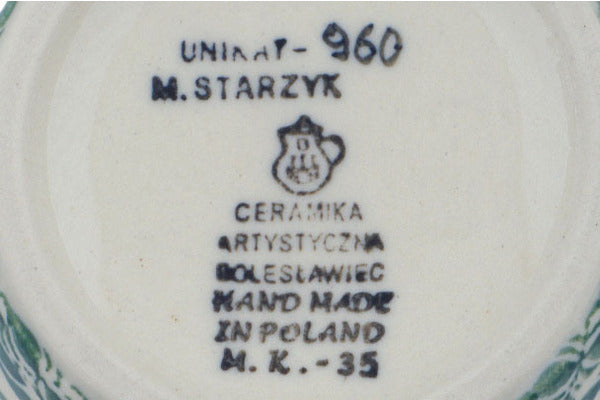 UNIKAT - 960
M. STARZYK
CERAMIKA
ARTYSTYCZNA
BOLESŁAWIEC
HAND MADE
IN POLAND
M. K. - 35